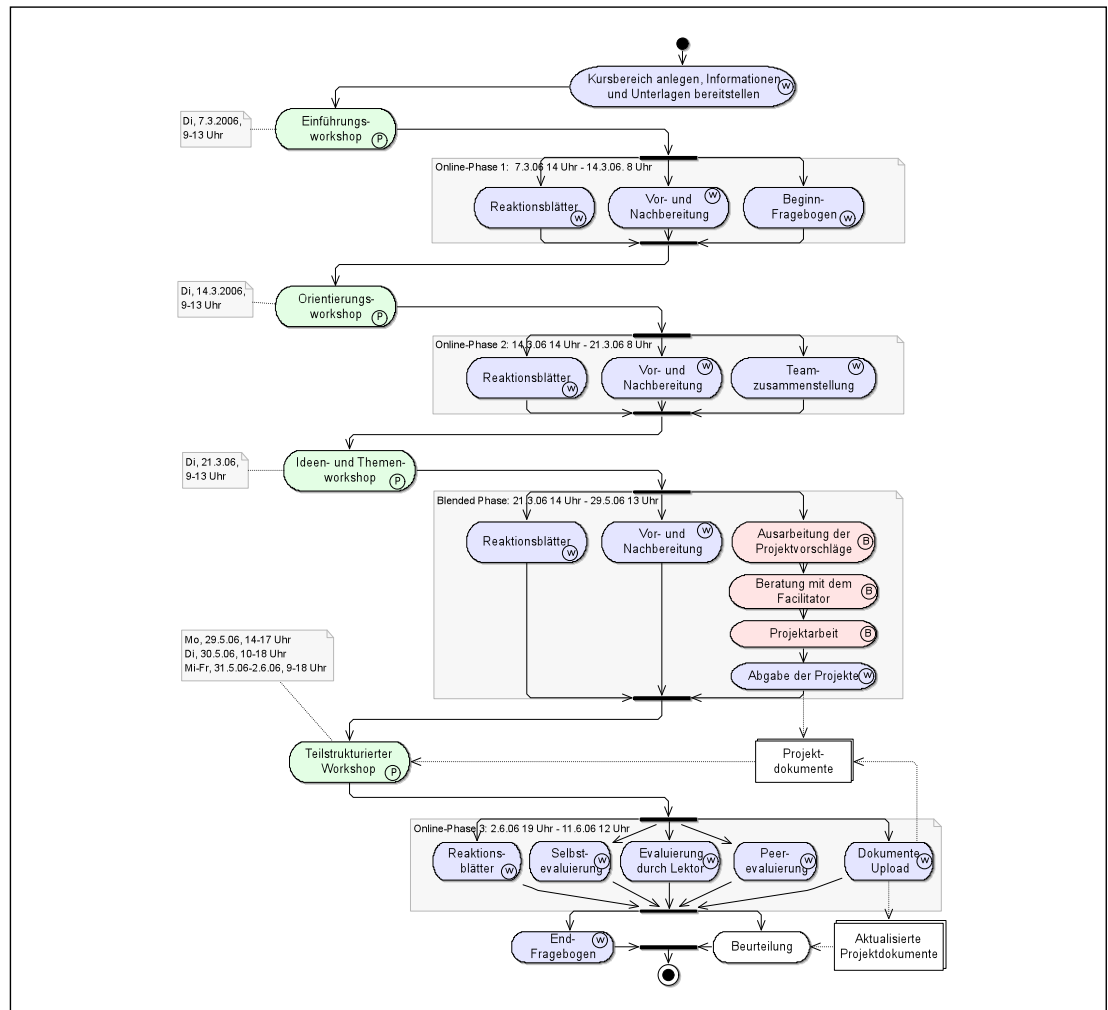 Kursbereich anlegen, Informationen
und Unterlagen bereitstellen
W
Di, 7.3.2006,
9-13 Uhr
Einführungs-
workshop
P
Online-Phase 1: 7.3.06 14 Uhr - 14.3.06. 8 Uhr
Reaktionsblätter
W
Vor- und
Nachbereitung
W
Beginn-
Fragebogen
W
Di, 14.3.2006,
9-13 Uhr
Orientierungs-
workshop
P
Online-Phase 2: 14.3.06 14 Uhr - 21.3.06 8 Uhr
Reaktionsblätter
W
Vor- und
Nachbereitung
W
Team-
zusammenstellung
W
Di, 21.3.06,
9-13 Uhr
Ideen- und Themen-
workshop
P
Blended Phase: 21.3.06 14 Uhr - 29.5.06 13 Uhr
Reaktionsblätter
W
Vor- und
Nachbereitung
W
Ausarbeitung der
Projektvorschläge
B
Beratung mit dem
Facilitator
B
Projektarbeit
B
Abgabe der Projekte
W
Mo, 29.5.06, 14-17 Uhr
Di, 30.5.06, 10-18 Uhr
Mi-Fr, 31.5.06-2.6.06, 9-18 Uhr
Teilstrukturierter
Workshop
P
Projekt-
dokumente
Online-Phase 3: 2.6.06 19 Uhr - 11.6.06 12 Uhr
Reaktions-
blätter
W
Selbst-
evaluierung
W
Evaluierung
durch Lektor
W
Peer-
evaluierung
W
Dokumente
Upload
W
End-
Fragebogen
W
Beurteilung
Aktualisierte
Projektdokumente